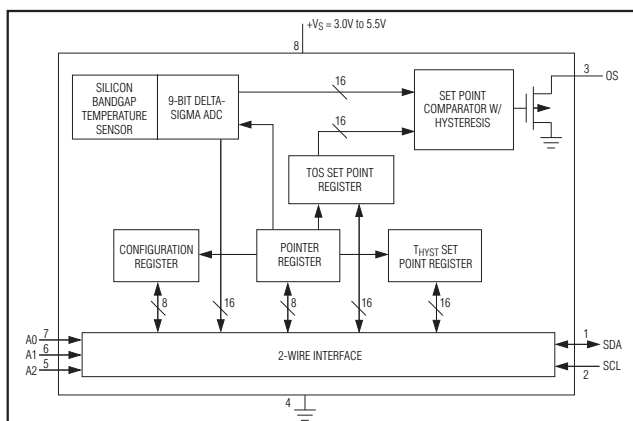 +VS = 3.0V to 5.5V
8
SILICON
BANDGAP
TEMPERATURE
SENSOR
9-BIT DELTA-
SIGMA ADC
16
16
SET POINT
COMPARATOR W/
HYSTERESIS
3
OS
TOS SET POINT
REGISTER
CONFIGURATION
REGISTER
POINTER
REGISTER
THYST SET
POINT REGISTER
8
16
8
16
16
A0
7
A1
6
A2
5
2-WIRE INTERFACE
1
SDA
SCL
2
4